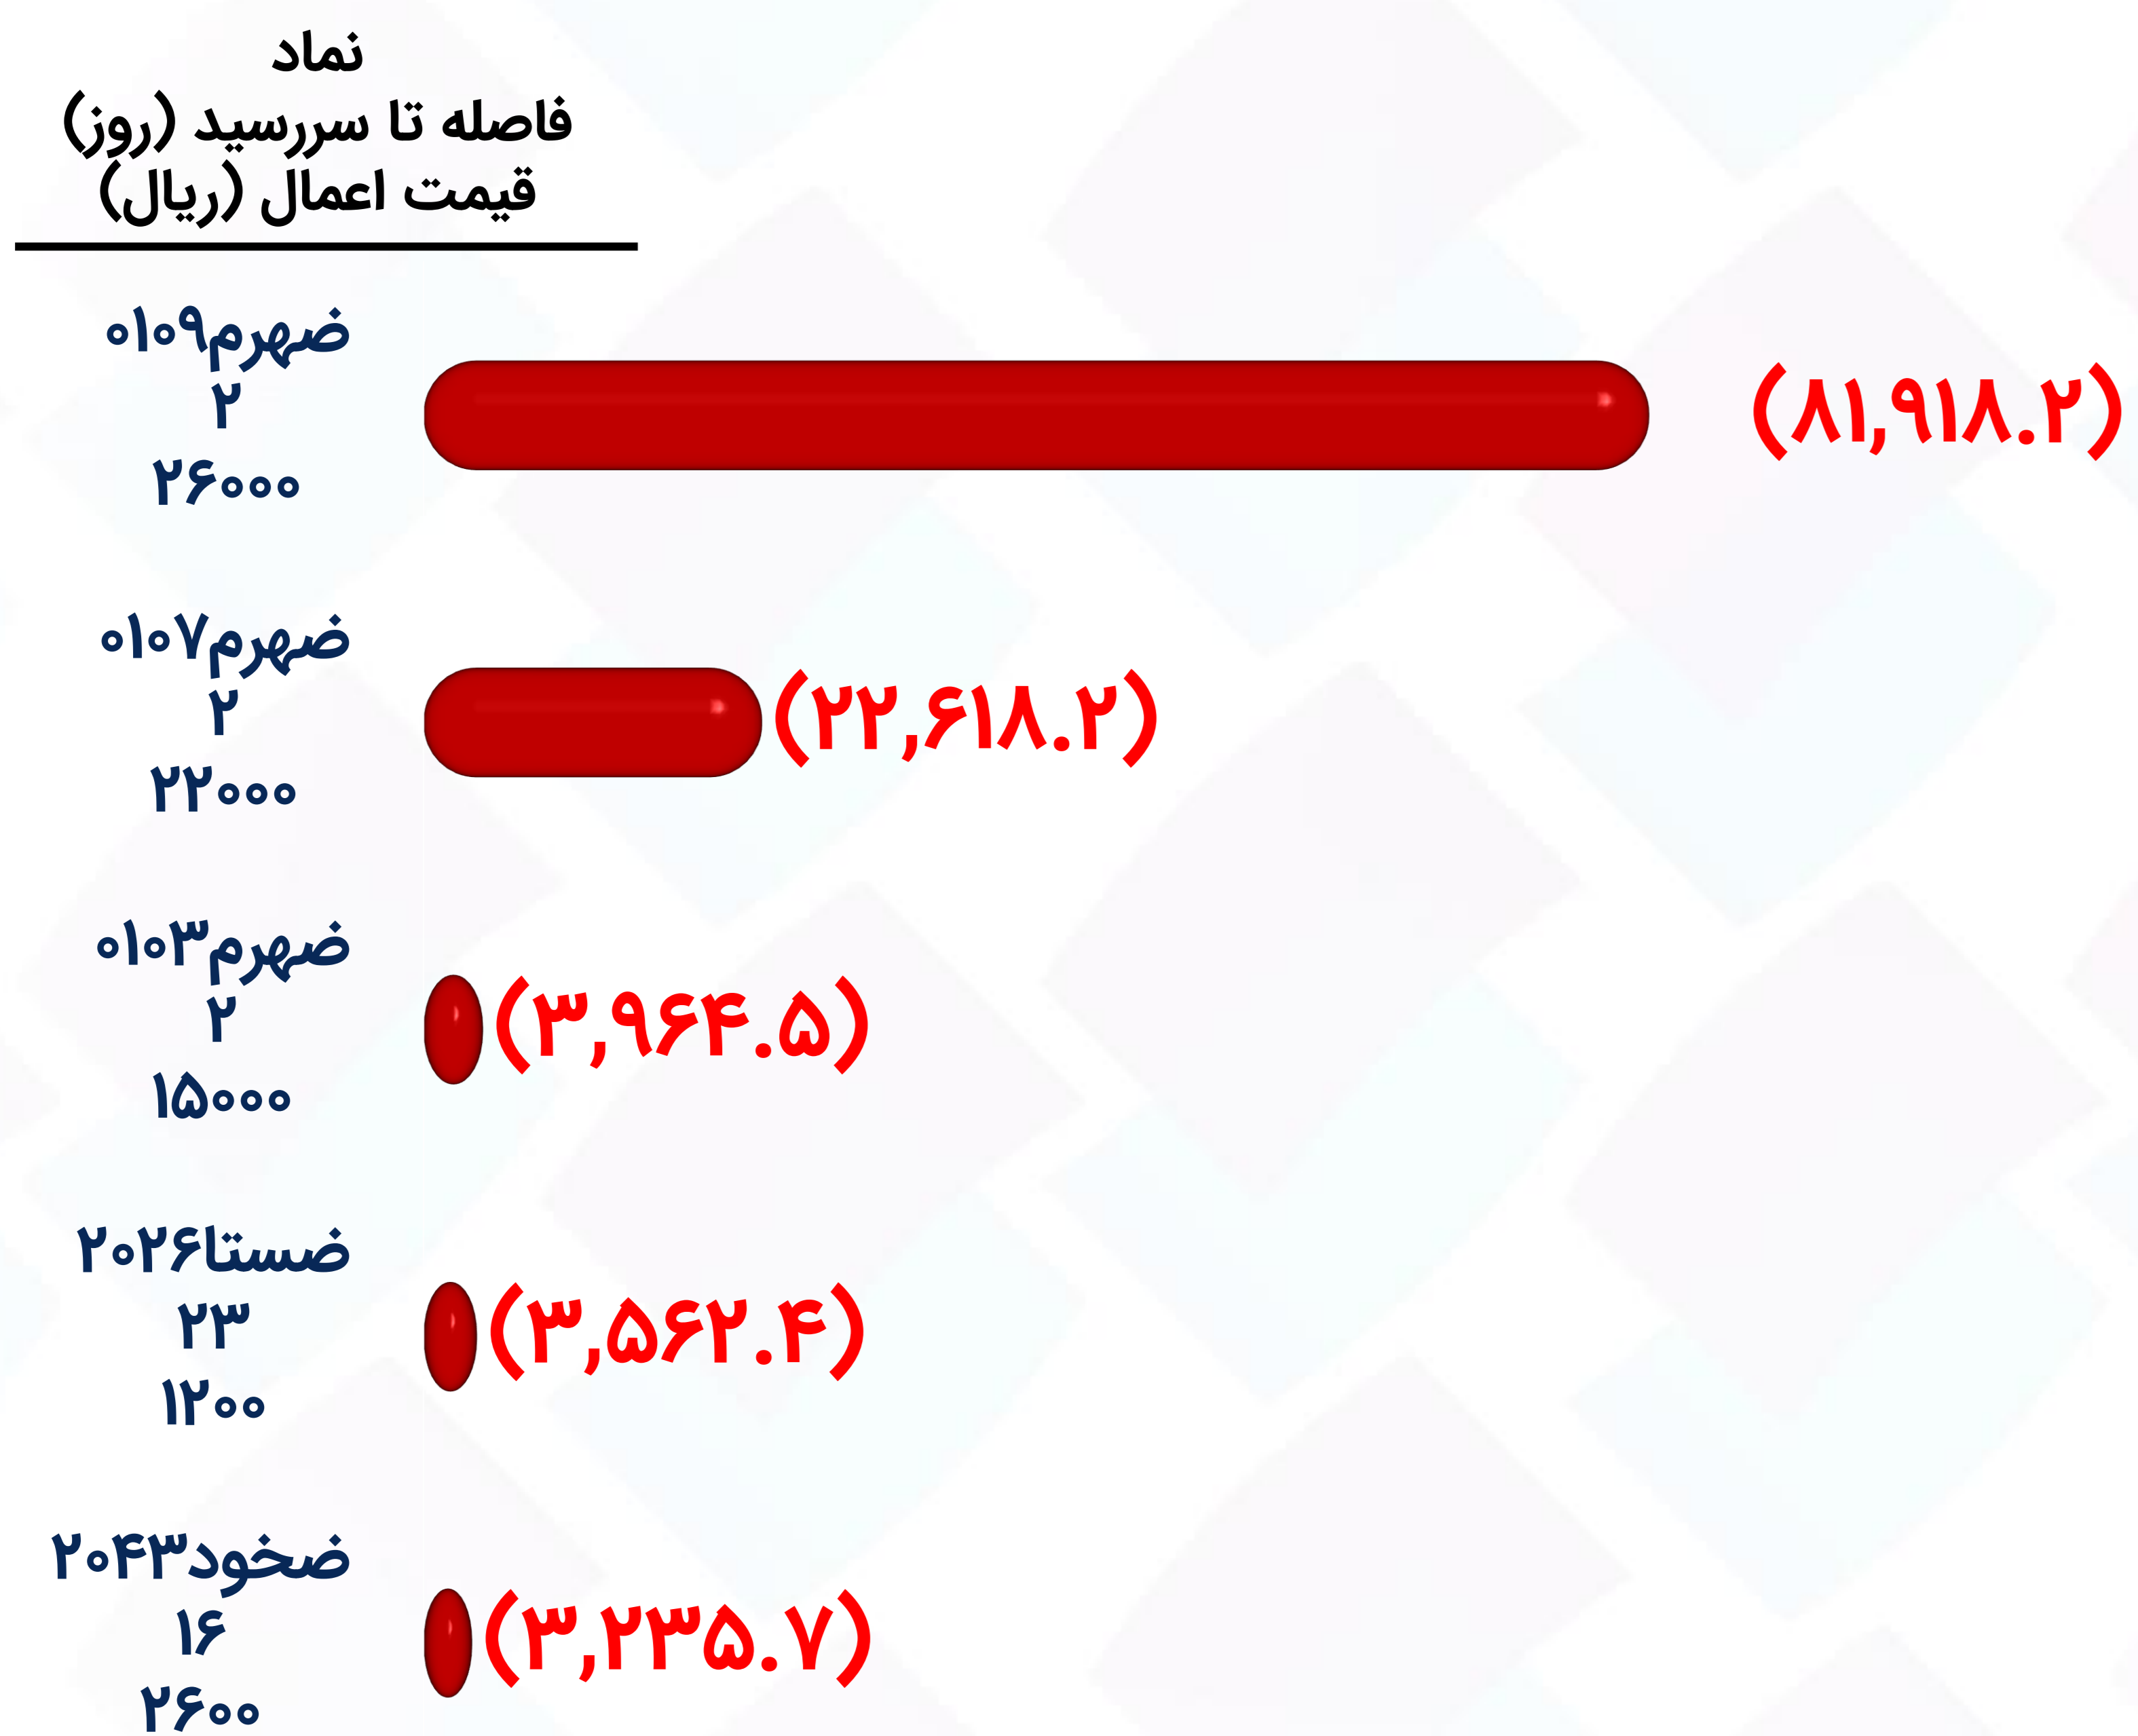 نماد
فاصله تا سررسید (روز)
قیمت اعمال (ریال)
ضهرم۰۱۰۹
۲
۲۶۰۰۰
(۸۱,۹۱۸.۲)
ضهرم۰۱۰۷
۲
۲۲۰۰۰
(۲۲,۶۱۸.۲)
ضهرم۰۱۰۳
۲
۱۵۰۰۰
(۳,۹۶۴.۵)
ضستا۲۰۲۶
۲۳
۱۲۰۰
(۳,۵۶۲.۴)
ضخود۲۰۴۳
۱۶
۲۶۰۰
(۳,۲۳۵.۷)